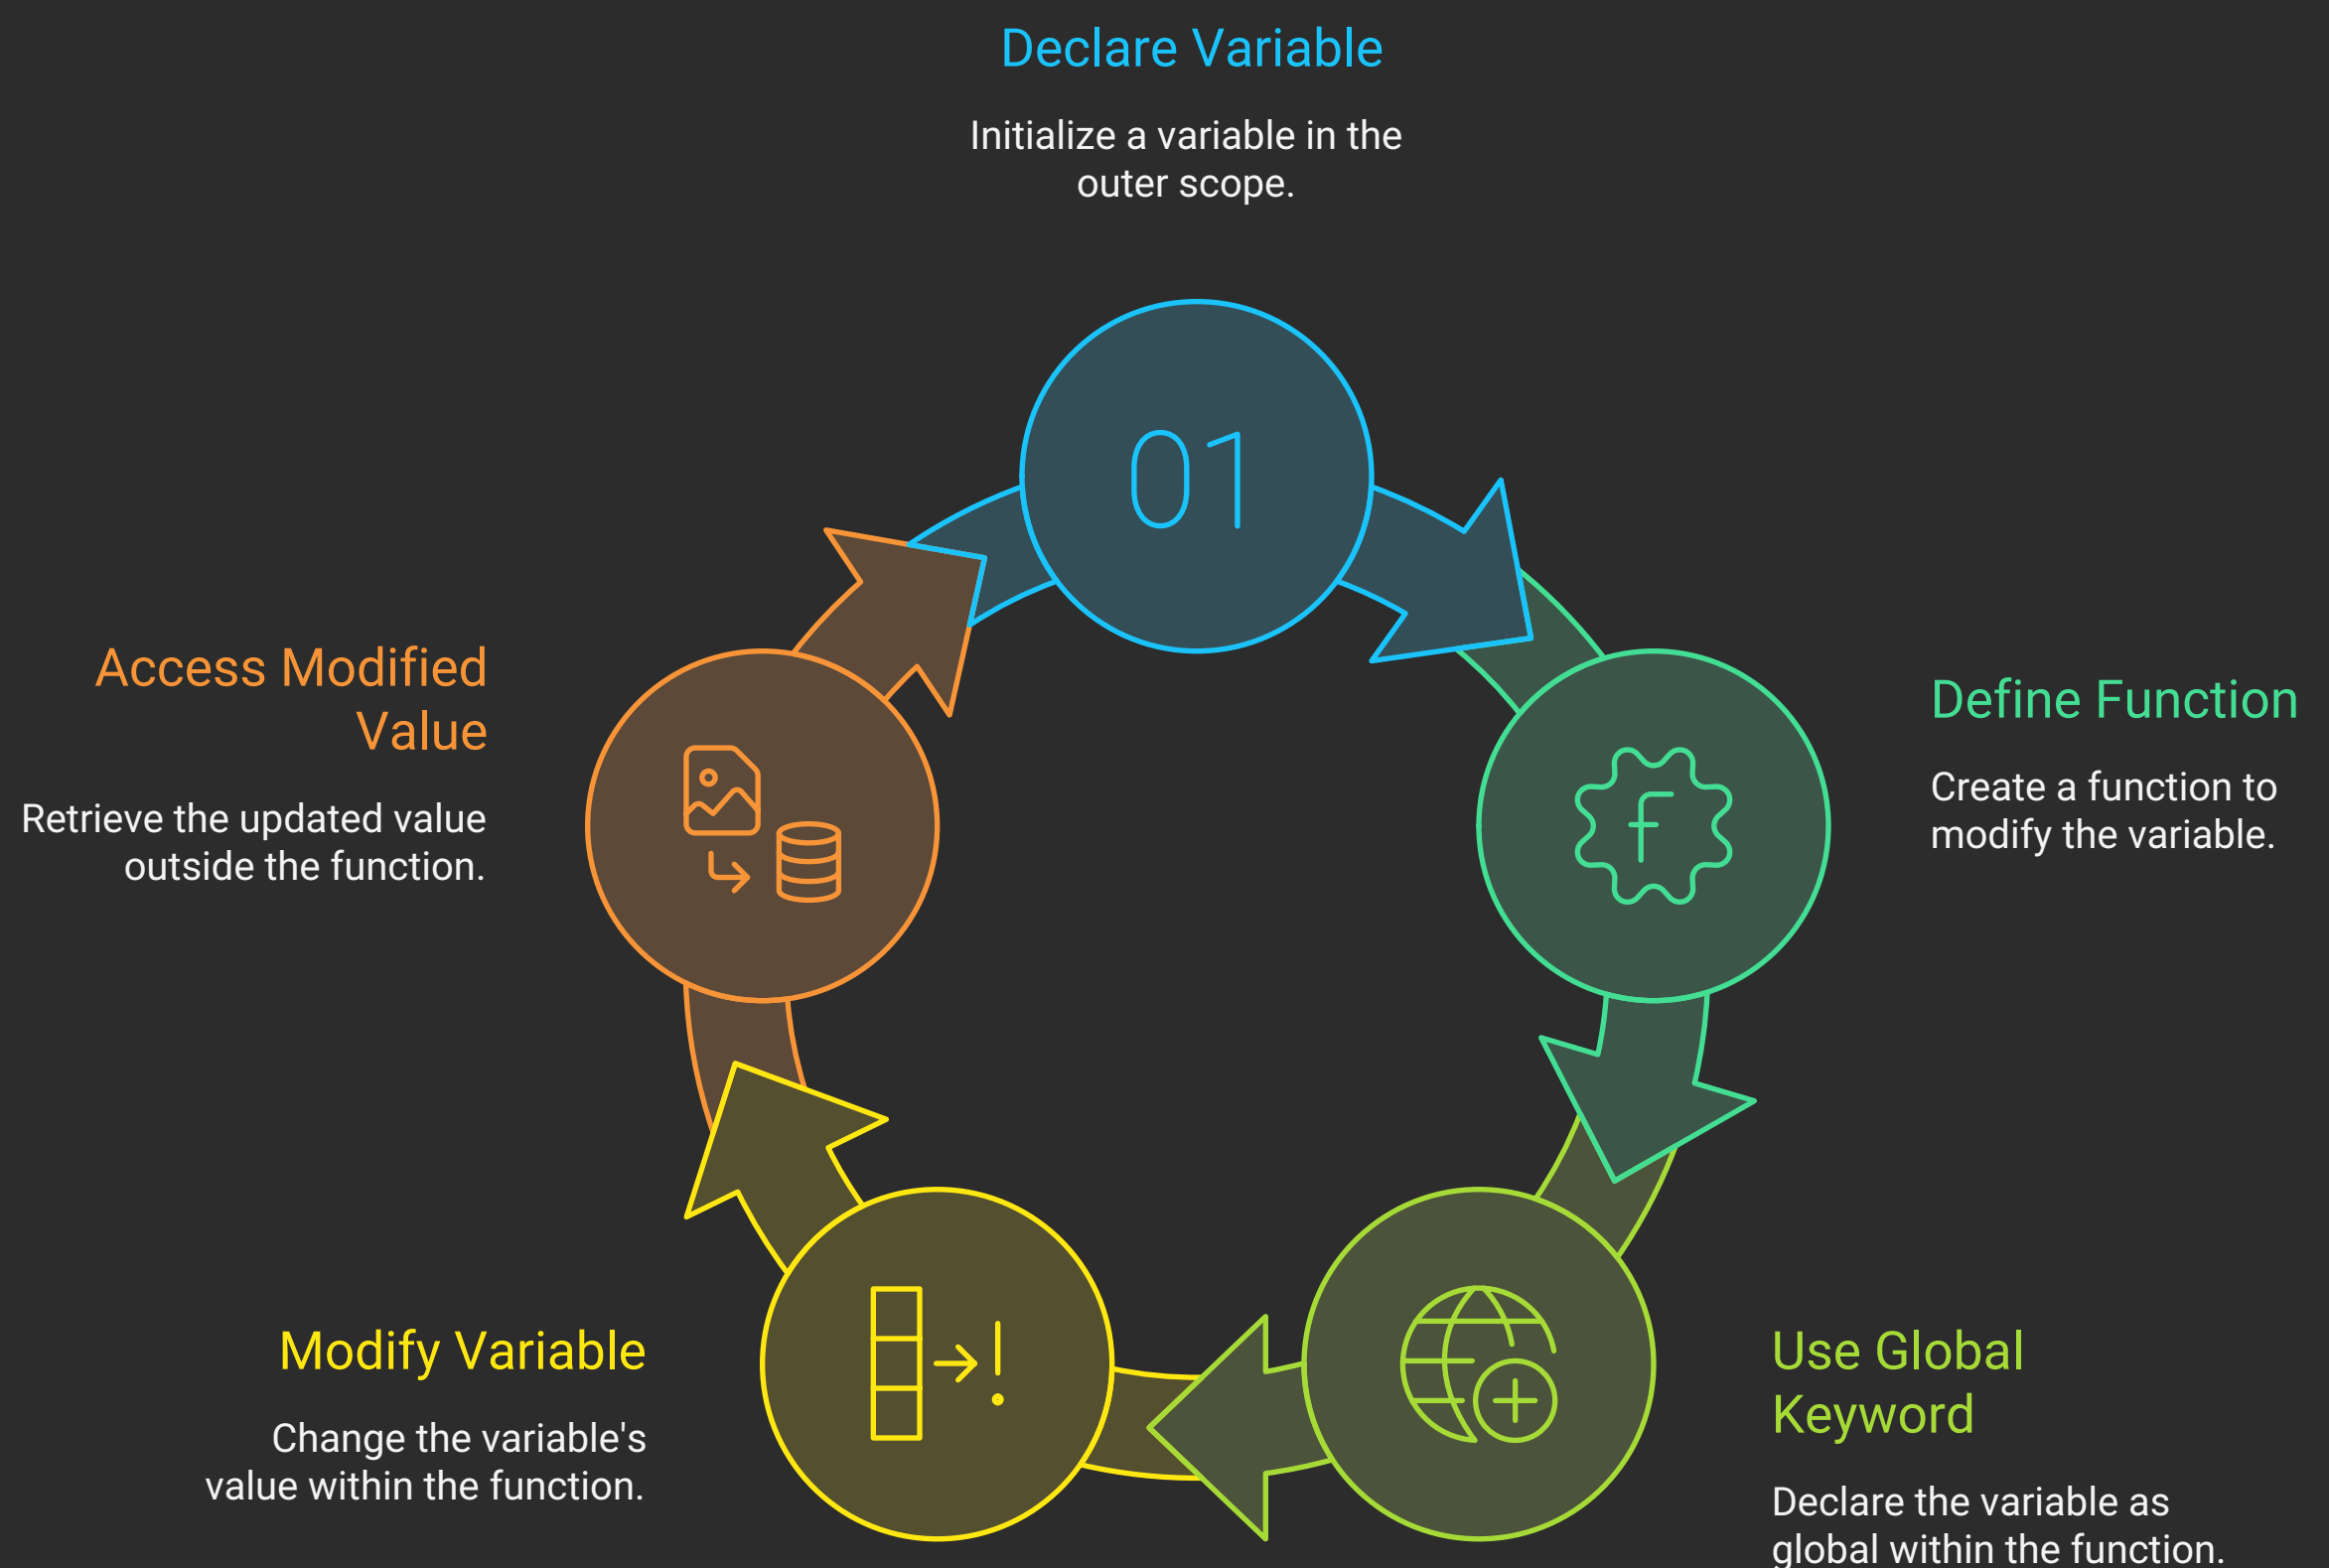 Declare Variable
Initialize a variable in the
outer scope.
01
Define Function
Create a function to
modify the variable.
f
Use Global
Keyword
Declare the variable as
global within the function.
Modify Variable
Change the variable's
value within the function.
Access Modified
Value
Retrieve the updated value
outside the function.